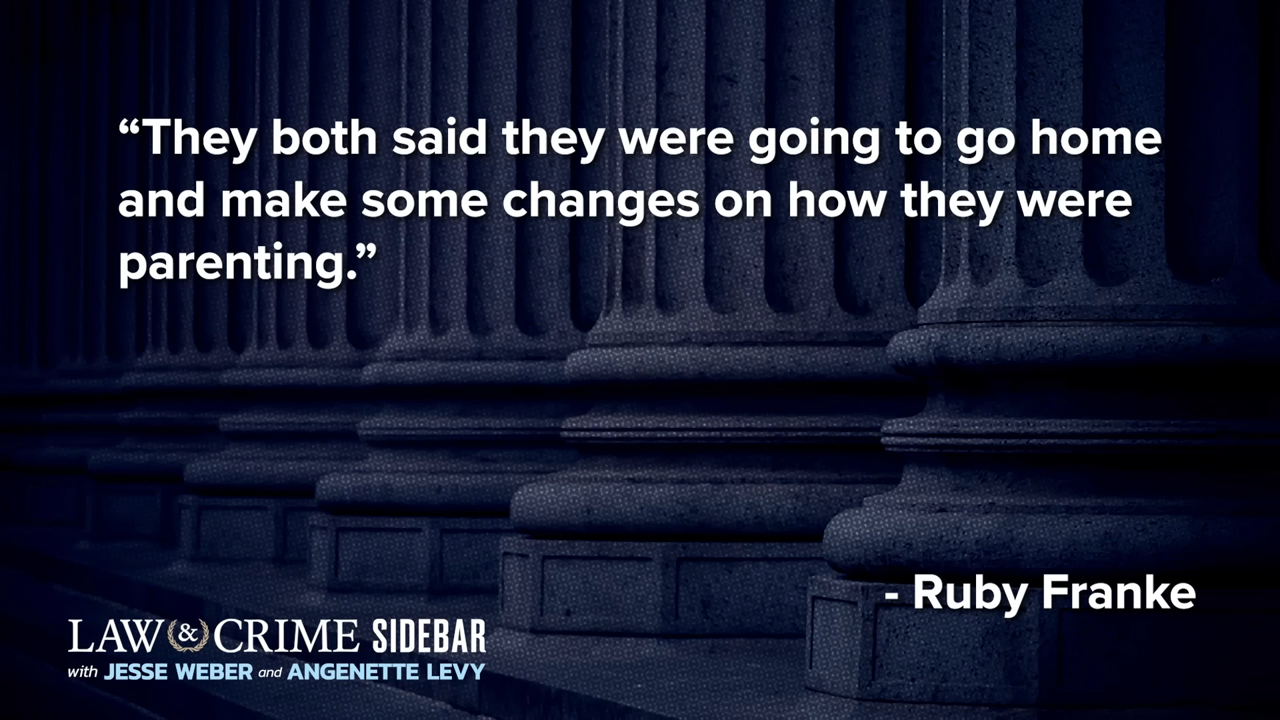 “They both said they were going to go home
and make some changes on how they were
parenting.”
- Ruby Franke
LAW & CRIME SIDEBAR
with JESSE WEBER and ANGENETTE LEVY